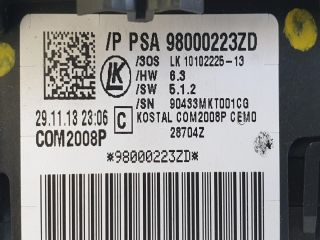 /P PSA 98000223ZD
/3OS LK 10102225-13
/HW 6.3
/SW 5.1.2
/SN 90433MKT001CG
29.11.13 23:06 C KOSTAL COM2008P CEMO
COM2008P 28704Z
*98000223ZD*